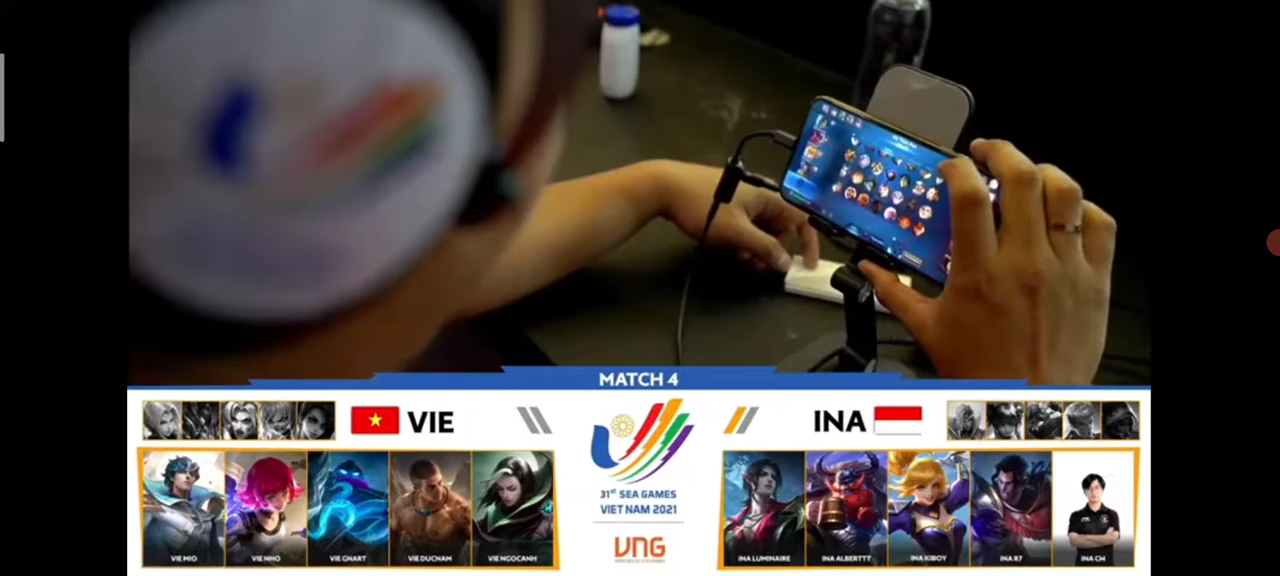 MATCH 4
VIE
INA
31st SEA GAMES
VIET NAM 2021
VNG
VIE MIO
VIE NHO
VIE GNART
VIE DUCNAM
VIE NGOCANH
INA LUMINAIRE
INA ALBERTTT
INA KIBOY
INA R7
INA CW